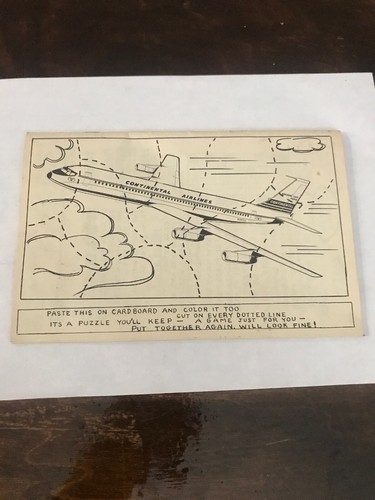 CONTINENTAL AIRLINES
PASTE THIS ON CARDBOARD AND COLOR IT TOO
CUT ON EVERY DOTTED LINE
ITS A PUZZLE YOU'LL KEEP — A GAME JUST FOR YOU —
PUT TOGETHER AGAIN, WILL LOOK FINE!